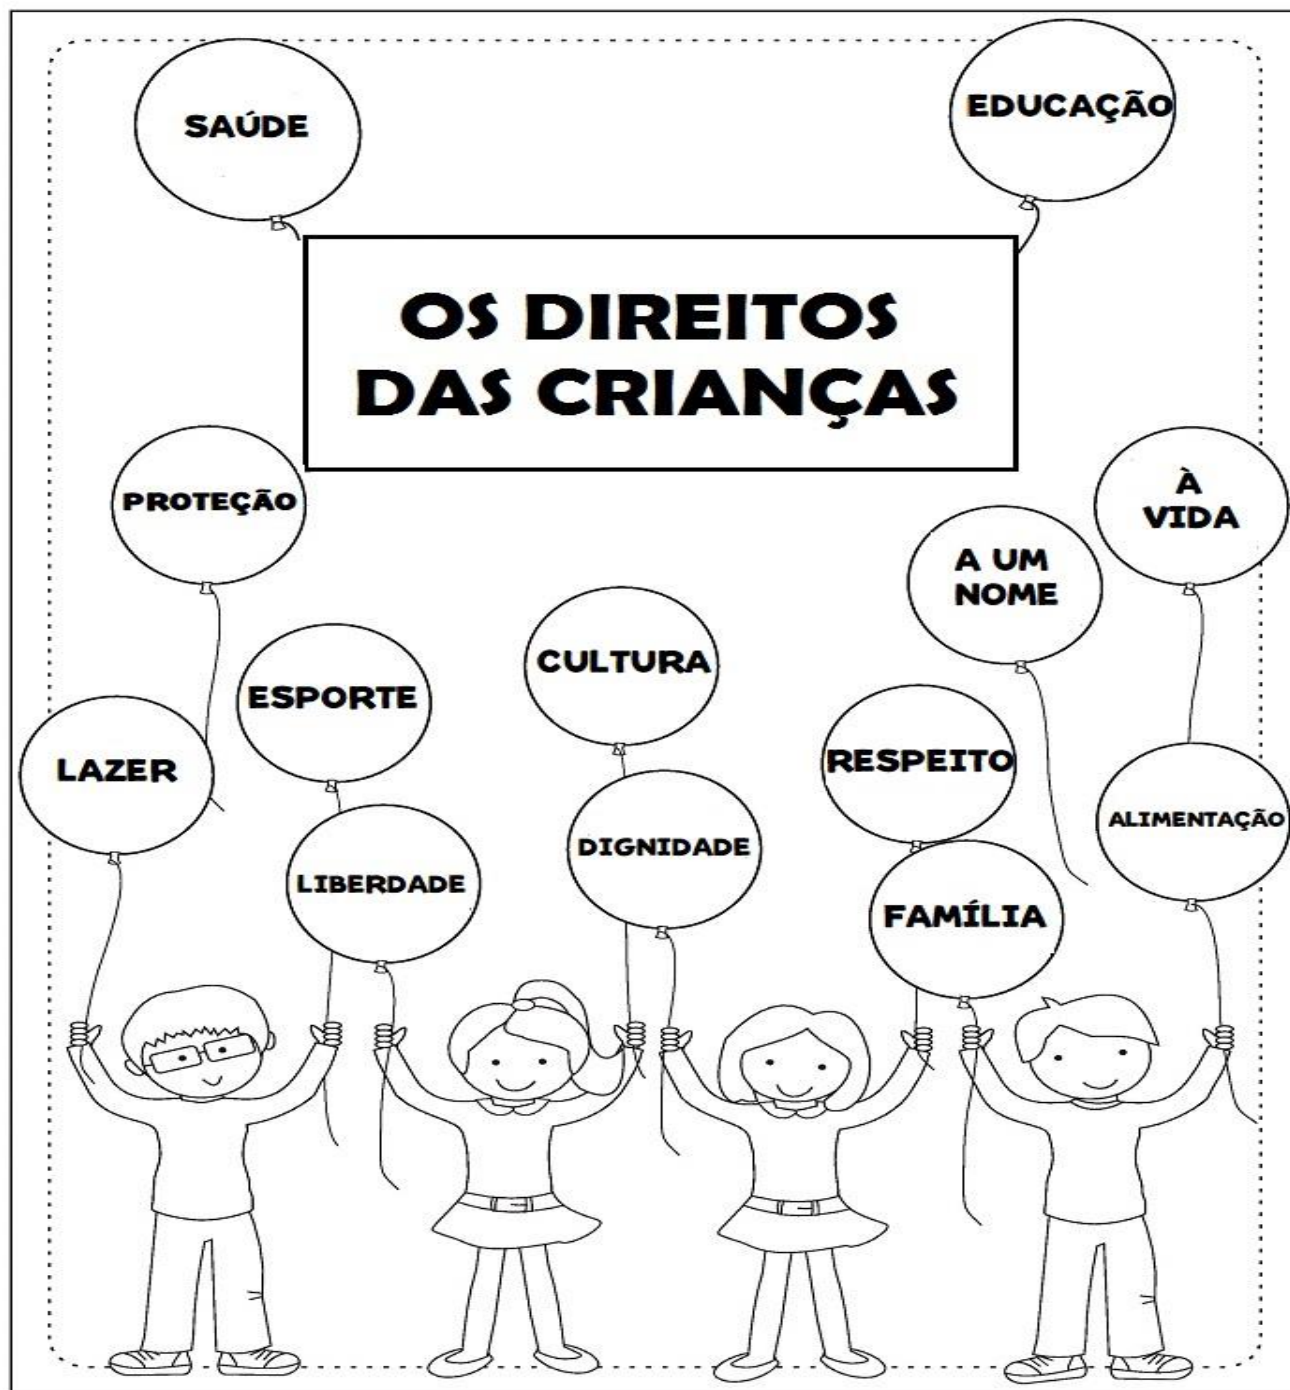 SAÚDE
EDUCAÇÃO
OS DIREITOS
DAS CRIANÇAS
PROTEÇÃO
À
VIDA
A UM
NOME
CULTURA
ESPORTE
LAZER
RESPEITO
ALIMENTAÇÃO
DIGNIDADE
LIBERDADE
FAMÍLIA